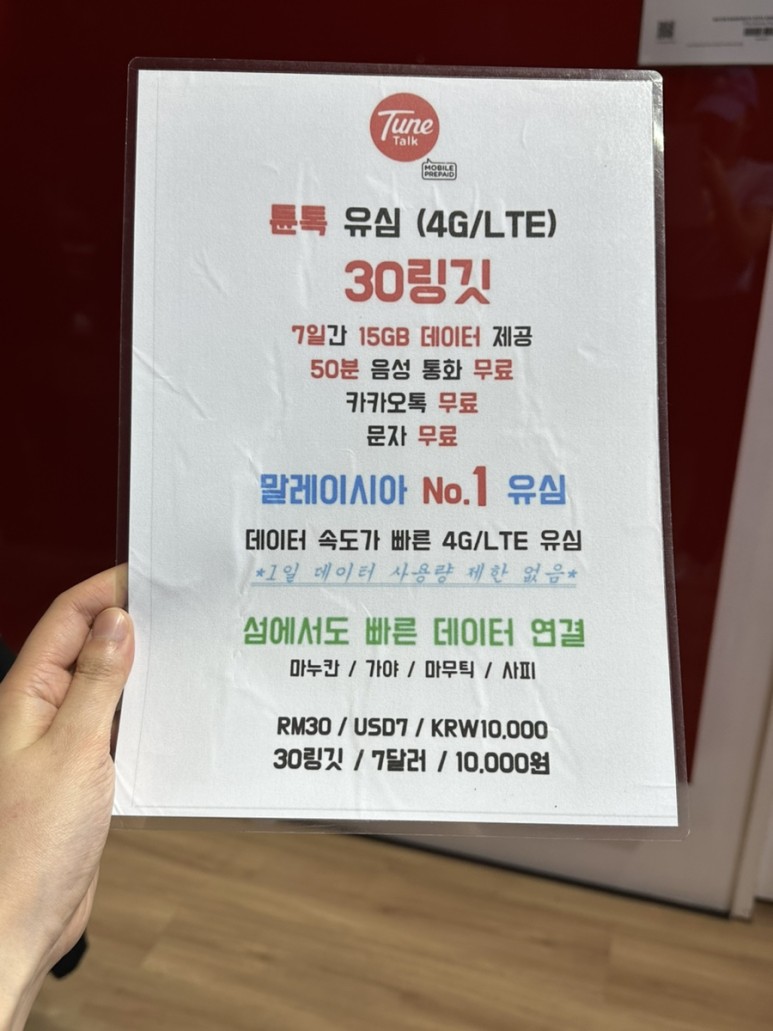 Tune
Talk
MOBILE
PREPAID
튠톡 유심 (4G/LTE)
30링깃
7일간 15GB 데이터 제공
50분 음성 통화 무료
카카오톡 무료
문자 무료
말레이시아 No.1 유심
데이터 속도가 빠른 4G/LTE 유심
*1일 데이터 사용량 제한 없음*
섬에서도 빠른 데이터 연결
마누칸 / 가야 / 마무틱 / 사피
RM30 / USD7 / KRW10,000
30링깃 / 7달러 / 10,000원